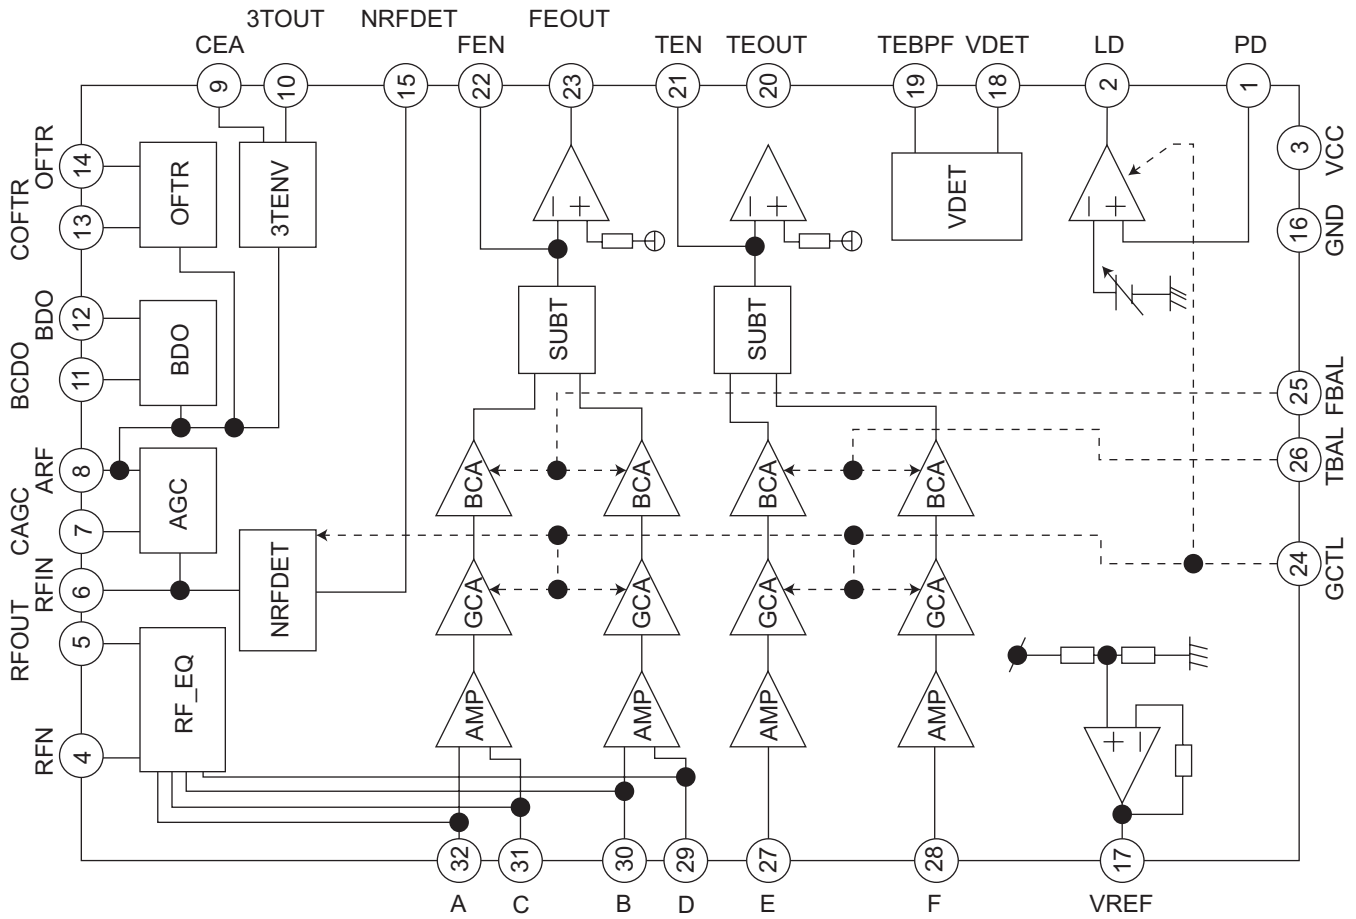 3TOUT NRFDET FEOUT
CEA FEN TEN TEOUT TEBPF VDET LD PD
9 10 15 22 23 21 20 19 18 2 1
OFTR 14
COFTR 13
OFTR
3TENV
VDET
3 VCC
16 GND
− +
− +
− +
BDO 12
BCDO 11
BDO
SUBT
SUBT
25 FBAL
26 TBAL
24 GCTL
ARF 8
CAGC 7
AGC
BCA BCA BCA BCA
RFIN 6
NRFDET
GCA GCA GCA GCA
RFOUT 5
RFN 4
RF_EQ
AMP AMP AMP AMP
+ −
32 31 30 29 27 28 17
A C B D E F VREF